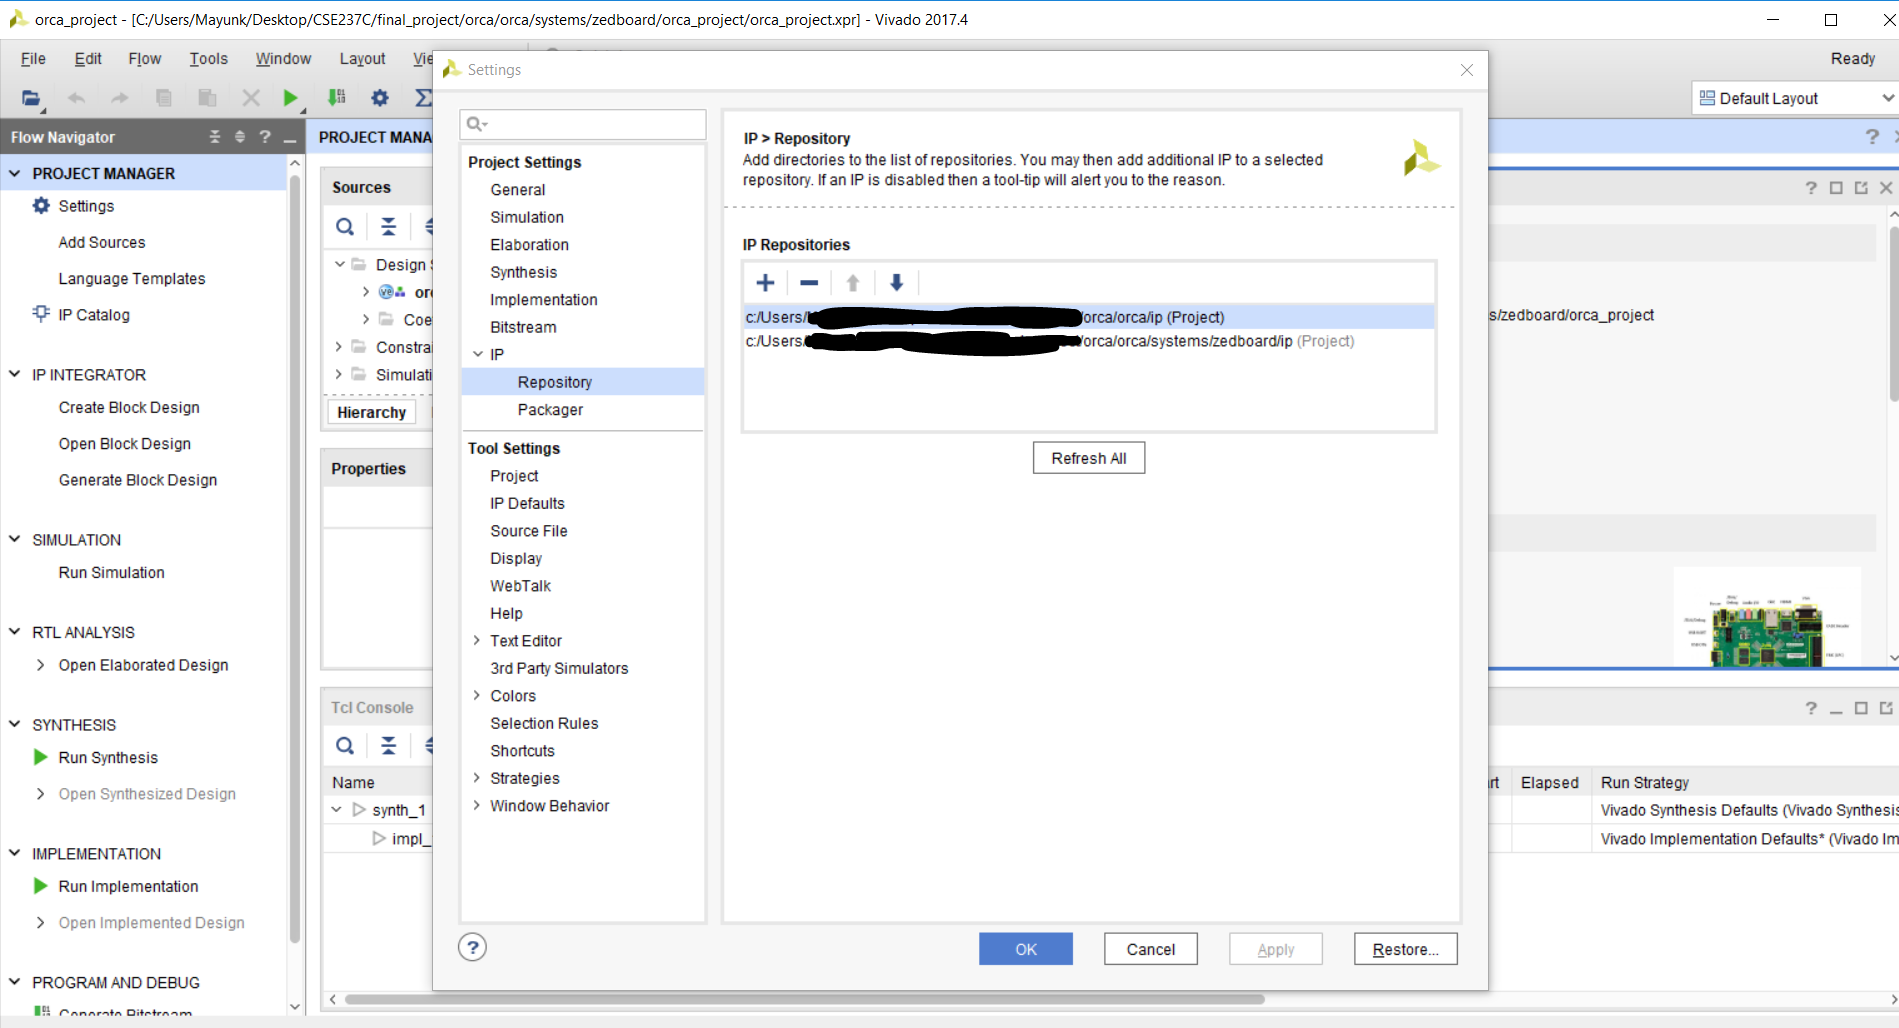 orca_project - [C:/Users/Mayunk/Desktop/CSE237C/final_project/orca/orca/systems/zedboard/orca_project/orca_project.xpr] - Vivado 2017.4
File Edit Flow Tools Window Layout Vie
Ready
Default Layout
Flow Navigator
PROJECT MANAGER
Settings
Add Sources
Language Templates
IP Catalog
IP INTEGRATOR
Create Block Design
Open Block Design
Generate Block Design
SIMULATION
Run Simulation
RTL ANALYSIS
Open Elaborated Design
SYNTHESIS
Run Synthesis
Open Synthesized Design
IMPLEMENTATION
Run Implementation
Open Implemented Design
PROGRAM AND DEBUG
Generate Bitstream
PROJECT MANA
Sources
Design S
orc
Coe
Constrai
Simulati
Hierarchy
Properties
Tcl Console
Name
synth_1
impl_
Settings
Project Settings
General
Simulation
Elaboration
Synthesis
Implementation
Bitstream
IP
Repository
Packager
Tool Settings
Project
IP Defaults
Source File
Display
WebTalk
Help
Text Editor
3rd Party Simulators
Colors
Selection Rules
Shortcuts
Strategies
Window Behavior
IP > Repository
Add directories to the list of repositories. You may then add additional IP to a selected
repository. If an IP is disabled then a tool-tip will alert you to the reason.
IP Repositories
c:/Users/ /orca/orca/ip (Project)
c:/Users/ /orca/orca/systems/zedboard/ip (Project)
Refresh All
OK Cancel Apply Restore...
s/zedboard/orca_project
rt Elapsed Run Strategy
Vivado Synthesis Defaults (Vivado Synthesis
Vivado Implementation Defaults* (Vivado Im